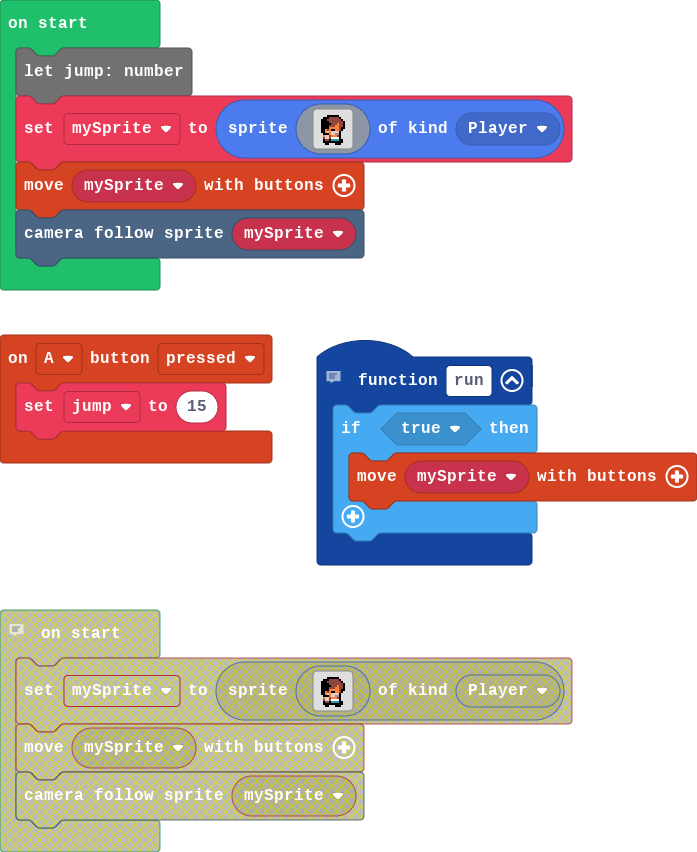 on start
let jump: number
set mySprite to sprite of kind Player
move mySprite with buttons
camera follow sprite mySprite
on A button pressed
set jump to 15
function run
if true then
move mySprite with buttons
on start
set mySprite to sprite of kind Player
move mySprite with buttons
camera follow sprite mySprite